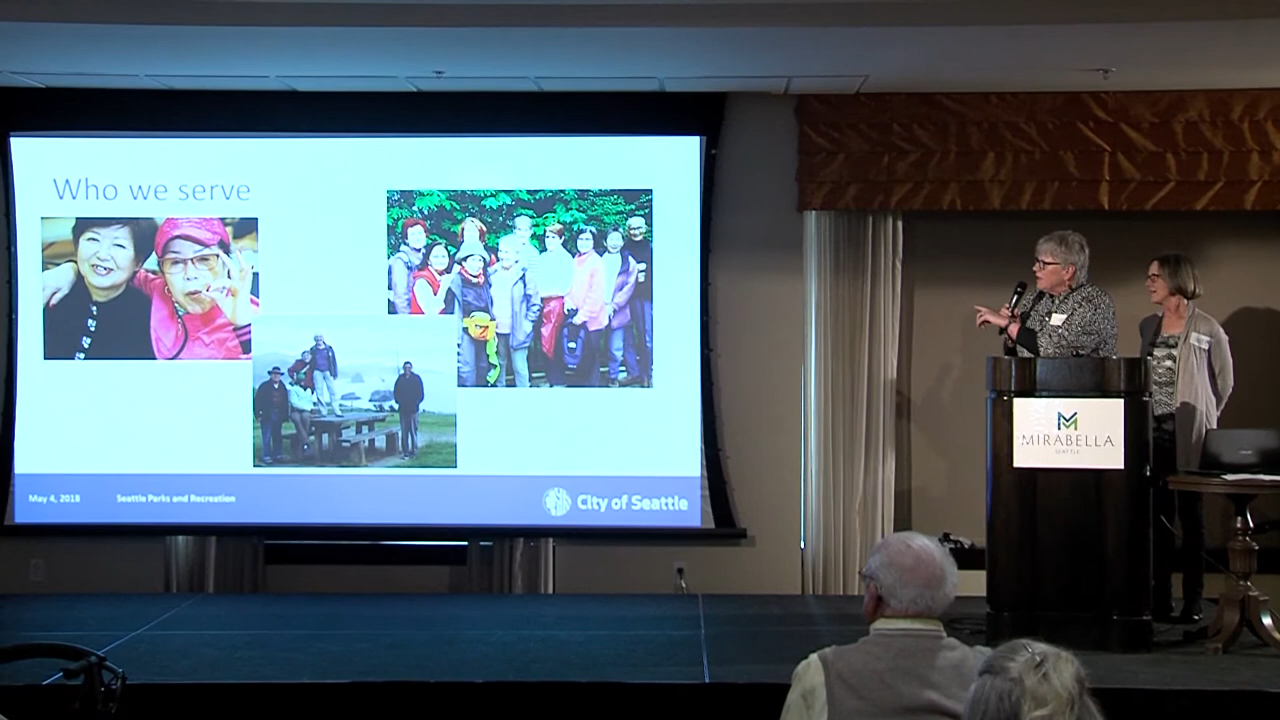 Who we serve
May 4, 2018
Seattle Parks and Recreation
City of Seattle
MIRABELLA
SEATTLE